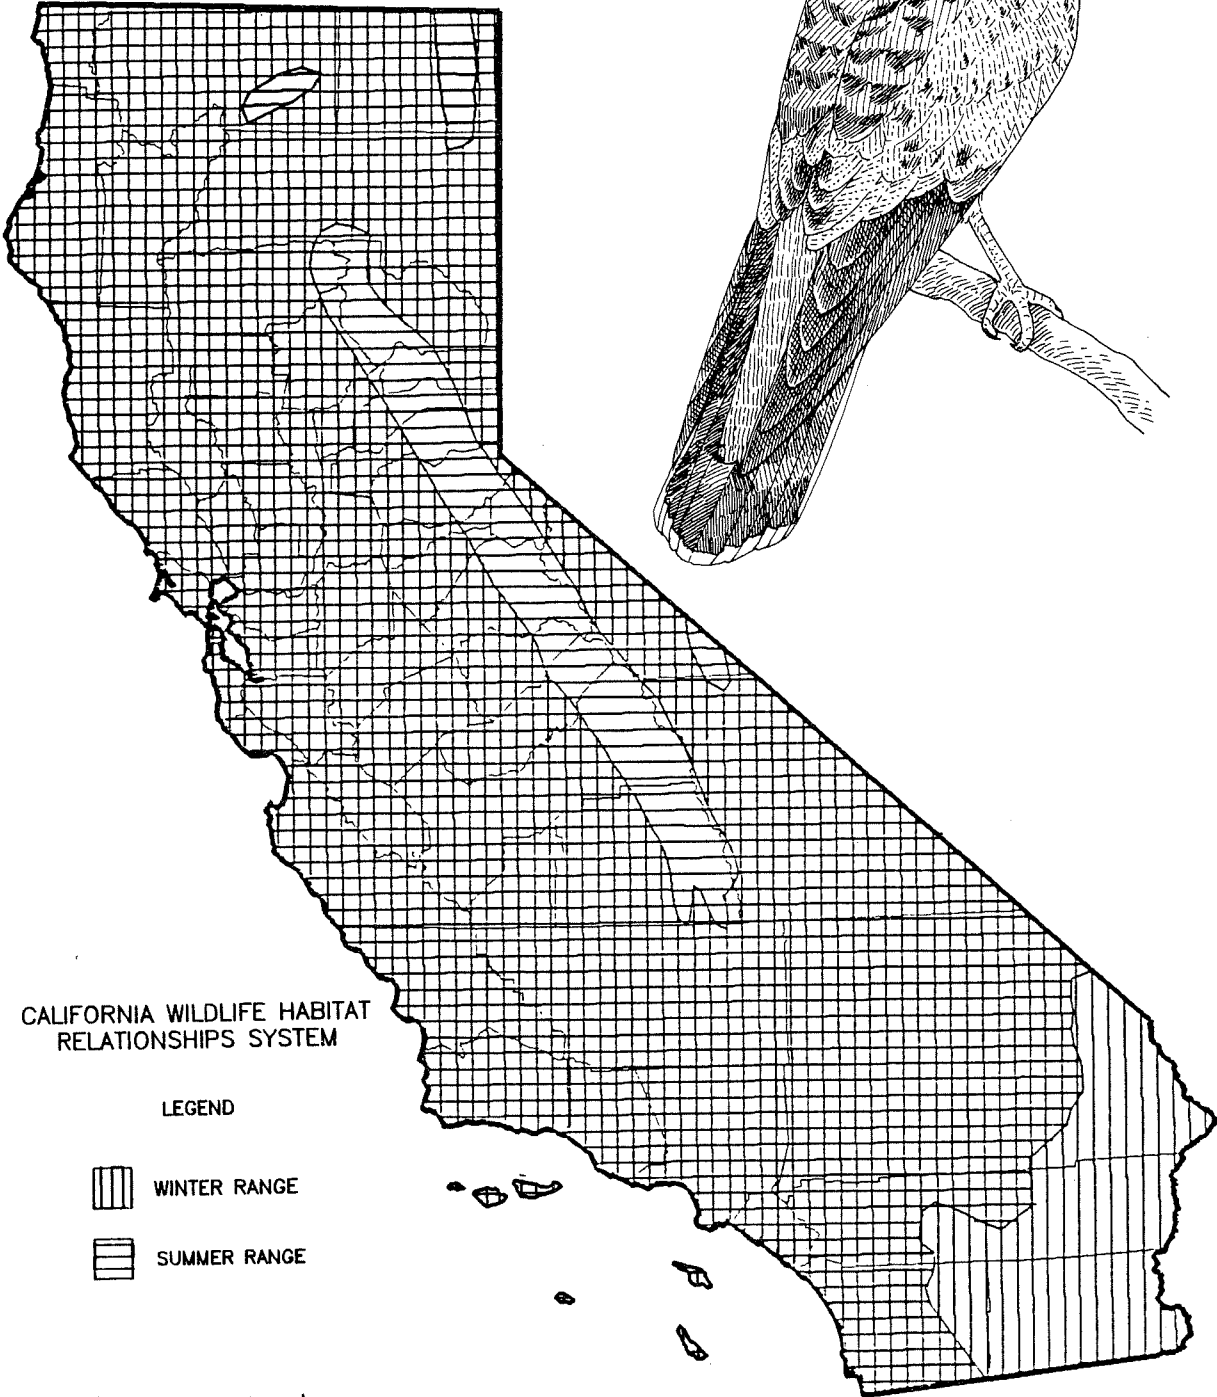 CALIFORNIA WILDLIFE HABITAT
RELATIONSHIPS SYSTEM
LEGEND
WINTER RANGE
SUMMER RANGE